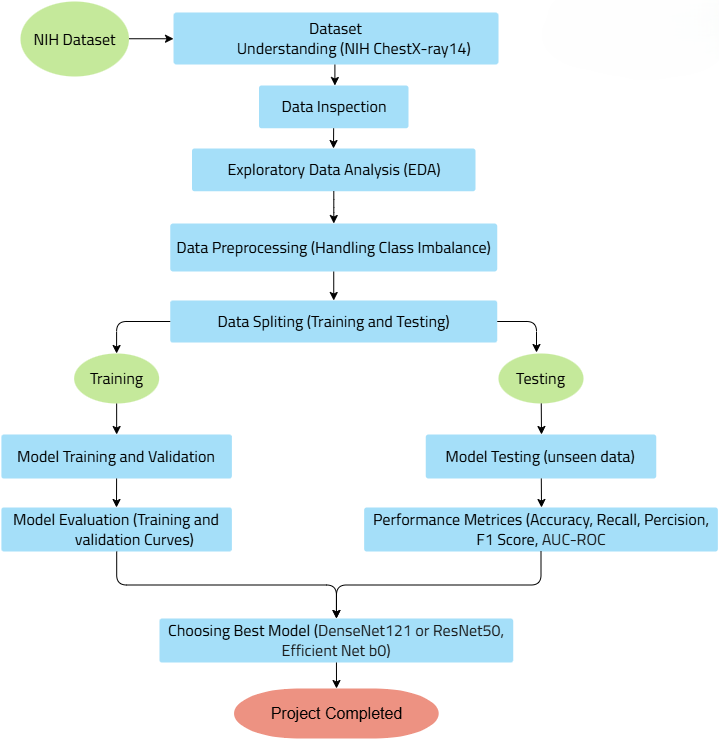 NIH Dataset
Dataset
Understanding (NIH ChestX-ray14)
Data Inspection
Exploratory Data Analysis (EDA)
Data Preprocessing (Handling Class Imbalance)
Data Spliting (Training and Testing)
Training
Testing
Model Training and Validation
Model Testing (unseen data)
Model Evaluation (Training and
validation Curves)
Performance Metrices (Accuracy, Recall, Percision,
F1 Score, AUC-ROC
Choosing Best Model (DenseNet121 or ResNet50,
Efficient Net b0)
Project Completed